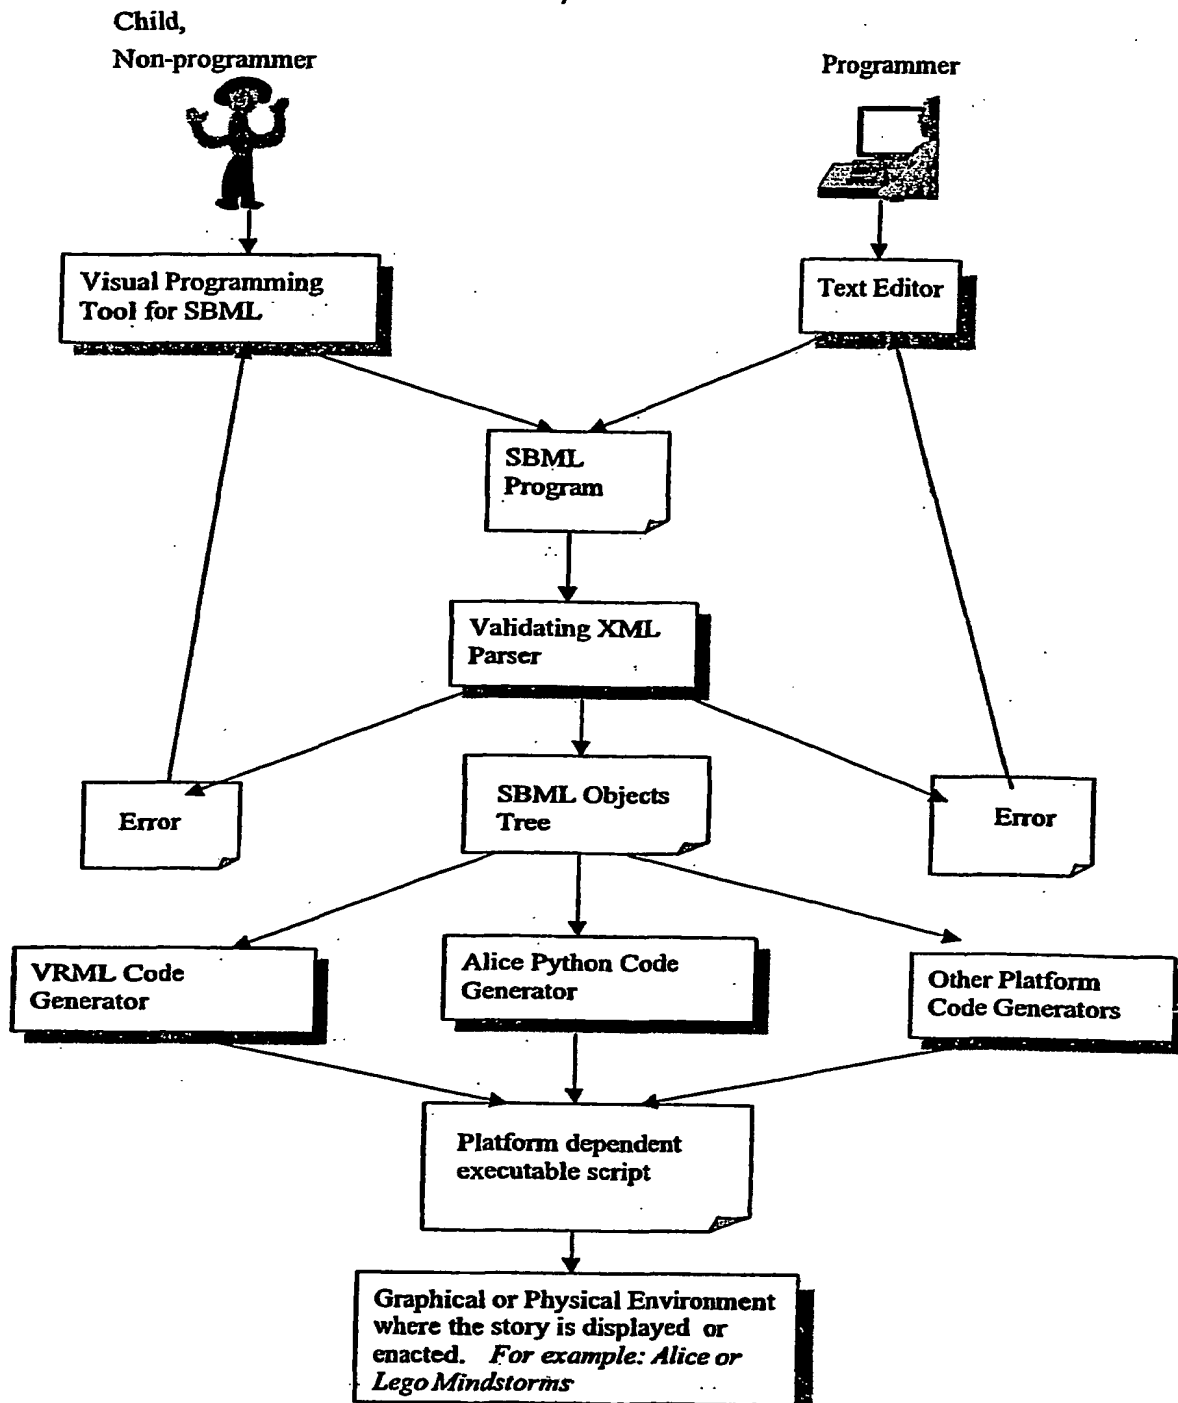 Child,
Non-programmer
Programmer
Visual Programming
Tool for SBML
Text Editor
SBML
Program
Validating XML
Parser
Error
SBML Objects
Tree
Error
VRML Code
Generator
Alice Python Code
Generator
Other Platform
Code Generators
Platform dependent
executable script
Graphical or Physical Environment
where the story is displayed or
enacted. For example: Alice or
Lego Mindstorms